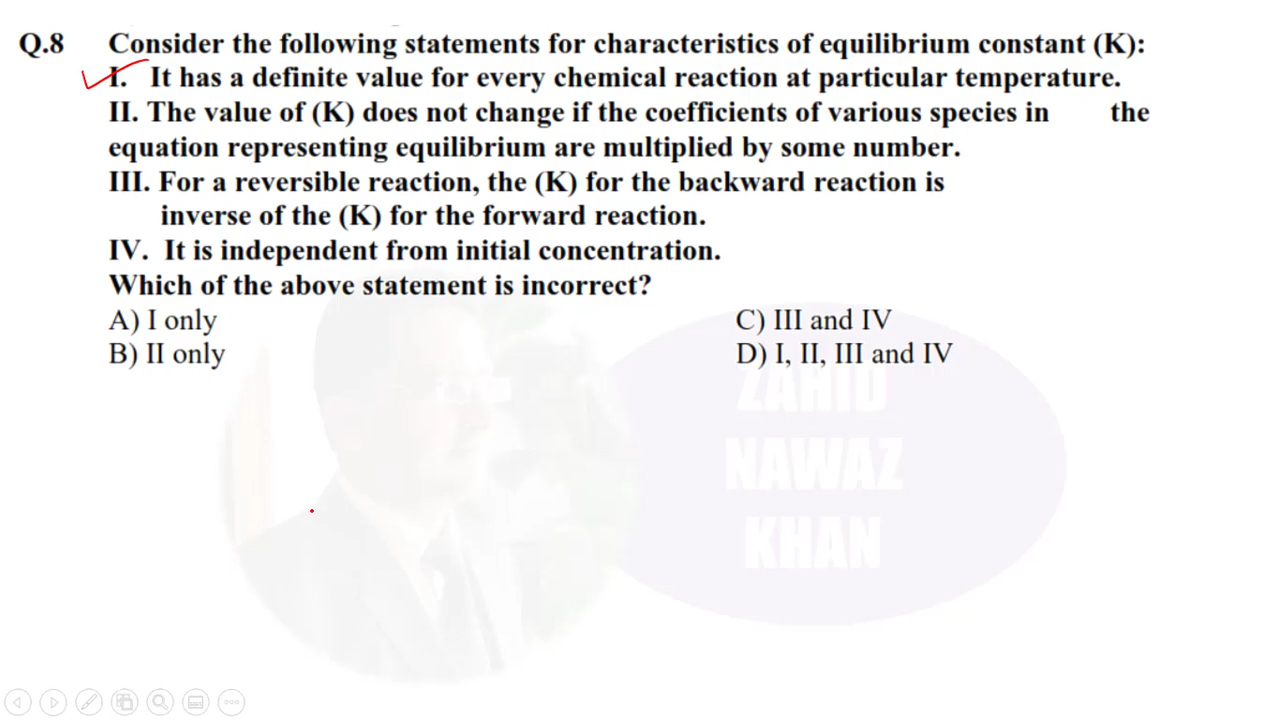 Q.8 Consider the following statements for characteristics of equilibrium constant (K):
I. It has a definite value for every chemical reaction at particular temperature.
II. The value of (K) does not change if the coefficients of various species in the
equation representing equilibrium are multiplied by some number.
III. For a reversible reaction, the (K) for the backward reaction is
inverse of the (K) for the forward reaction.
IV. It is independent from initial concentration.
Which of the above statement is incorrect?
A) I only C) III and IV
B) II only D) I, II, III and IV
ZAHID
NAWAZ
KHAN